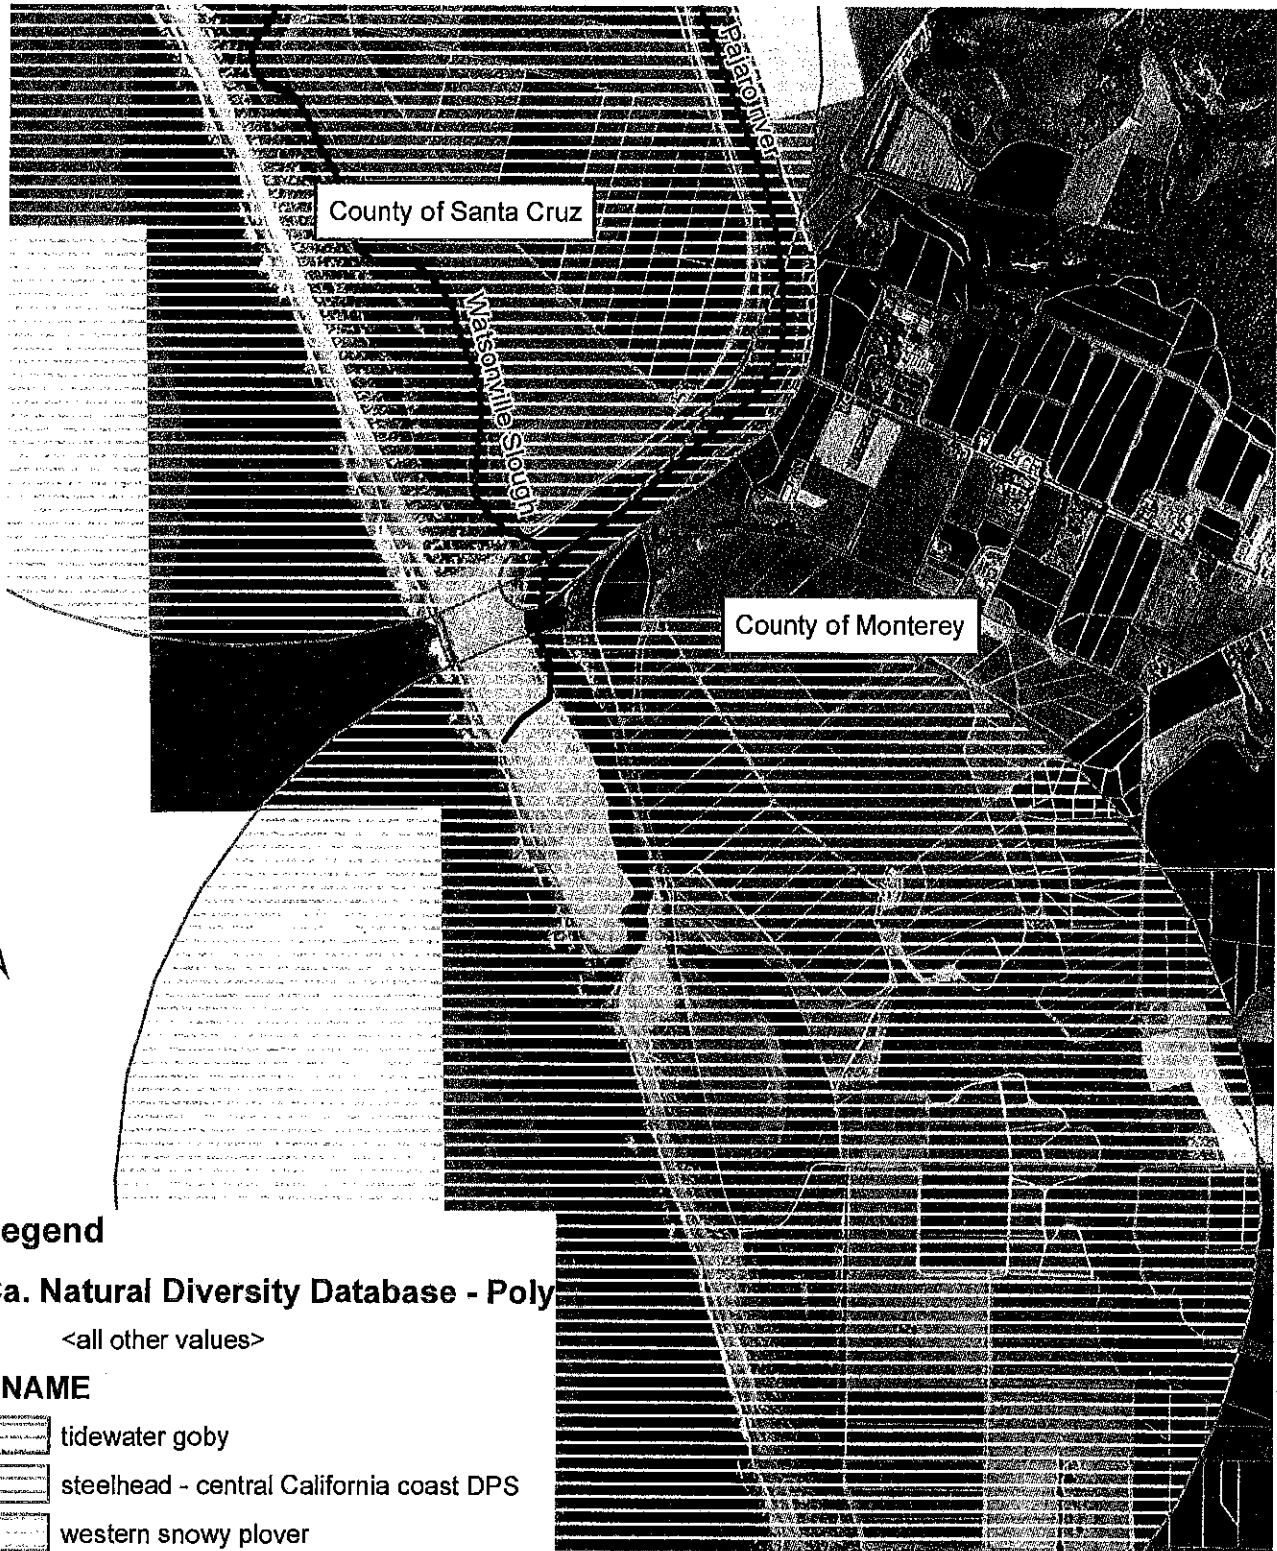 Pajaro River
County of Santa Cruz
Watsonville Slough
County of Monterey
egend
a. Natural Diversity Database - Poly
<all other values>
NAME
tidewater goby
steelhead - central California coast DPS
western snowy plover